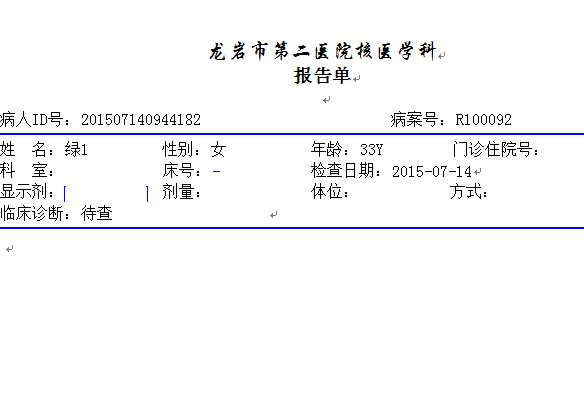 龙岩市第二医院核医学科
报告单
病人ID号：201507140944182 病案号：R100092
姓 名：绿1 性别：女 年龄：33Y 门诊住院号：
科 室： 床号：- 检查日期：2015-07-14
显示剂：[ ] 剂量： 体位： 方式：
临床诊断：待查